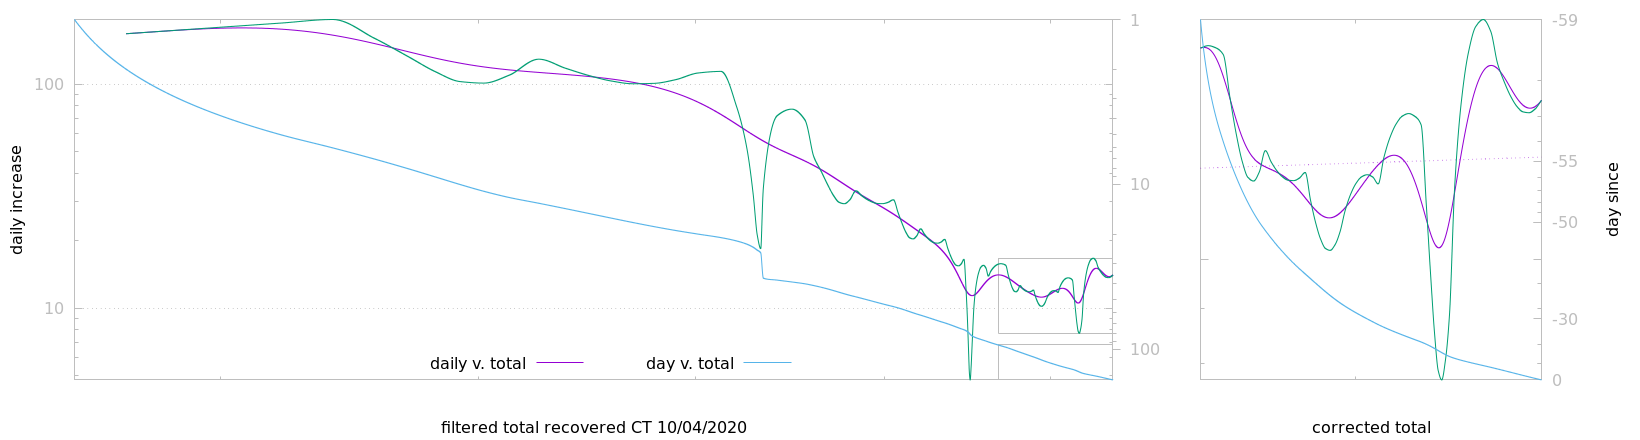 daily increase
100
10
1
10
100
daily v. total
day v. total
filtered total recovered CT 10/04/2020
-59
-55
-50
-30
0
day since
corrected total